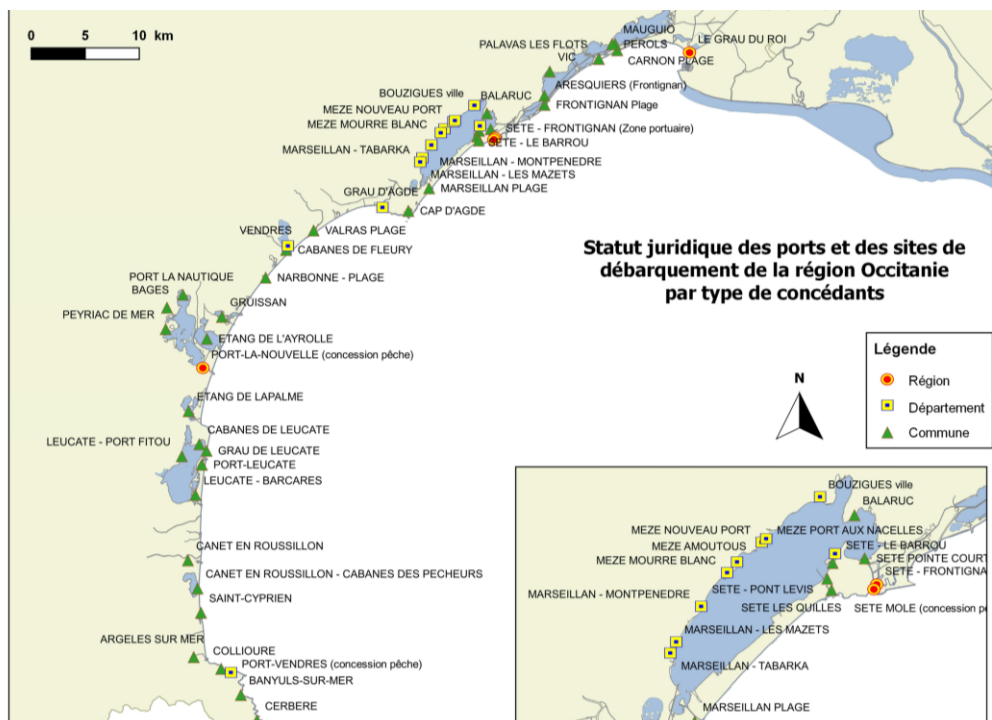 0 5 10 km
MAUGUIO
PALAVAS LES FLOTS
PEROLS
LE GRAU DU ROI
VIC
CARNON PLAGE
ARESQUIERS (Frontignan)
BOUZIGUES ville
BALARUC
MEZE NOUVEAU PORT
FRONTIGNAN Plage
MEZE MOURRE BLANC
SETE - FRONTIGNAN (Zone portuaire)
SETE - LE BARROU
MARSEILLAN - TABARKA
MARSEILLAN - MONTPENEDRE
MARSEILLAN - LES MAZETS
GRAU D'AGDE
MARSEILLAN PLAGE
CAP D'AGDE
VENDRES
VALRAS PLAGE
CABANES DE FLEURY
NARBONNE - PLAGE
PORT LA NAUTIQUE
BAGES
PEYRIAC DE MER
GRUISSAN
ETANG DE L'AYROLLE
PORT-LA-NOUVELLE (concession pêche)
ETANG DE LAPALME
CABANES DE LEUCATE
LEUCATE - PORT FITOU
GRAU DE LEUCATE
PORT-LEUCATE
LEUCATE - BARCARES
CANET EN ROUSSILLON
CANET EN ROUSSILLON - CABANES DES PECHEURS
SAINT-CYPRIEN
ARGELES SUR MER
COLLIOURE
PORT-VENDRES (concession pêche)
BANYULS-SUR-MER
CERBERE
Statut juridique des ports et des sites de
débarquement de la région Occitanie
par type de concédants
Légende
Région
Département
Commune
N
BOUZIGUES ville
BALARUC
MEZE NOUVEAU PORT
MEZE PORT AUX NACELLES
MEZE AMOUTOUS
SETE - LE BARROU
MEZE MOURRE BLANC
SETE POINTE COURT
SETE - FRONTIGNA
SETE - PONT LEVIS
MARSEILLAN - MONTPENEDRE
SETE LES QUILLES
SETE MOLE (concession p
MARSEILLAN - LES MAZETS
MARSEILLAN - TABARKA
MARSEILLAN PLAGE